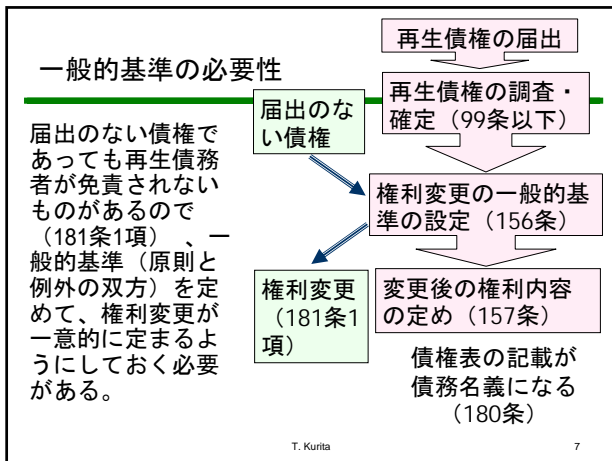 一般的基準の必要性
届出のない債権で
あっても再生債務
者が免責されない
ものがあるので
（181条1項） 、一
般的基準（原則と
例外の双方）を定
めて、権利変更が
一意的に定まるよ
うにしておく必要
がある。
再生債権の届出
再生債権の調査・
確定（99条以下）
届出のな
い債権
権利変更の一般的基
準の設定（156条）
権利変更
（181条1
項）
変更後の権利内容
の定め（157条）
債権表の記載が
債務名義になる
（180条）
T. Kurita
7